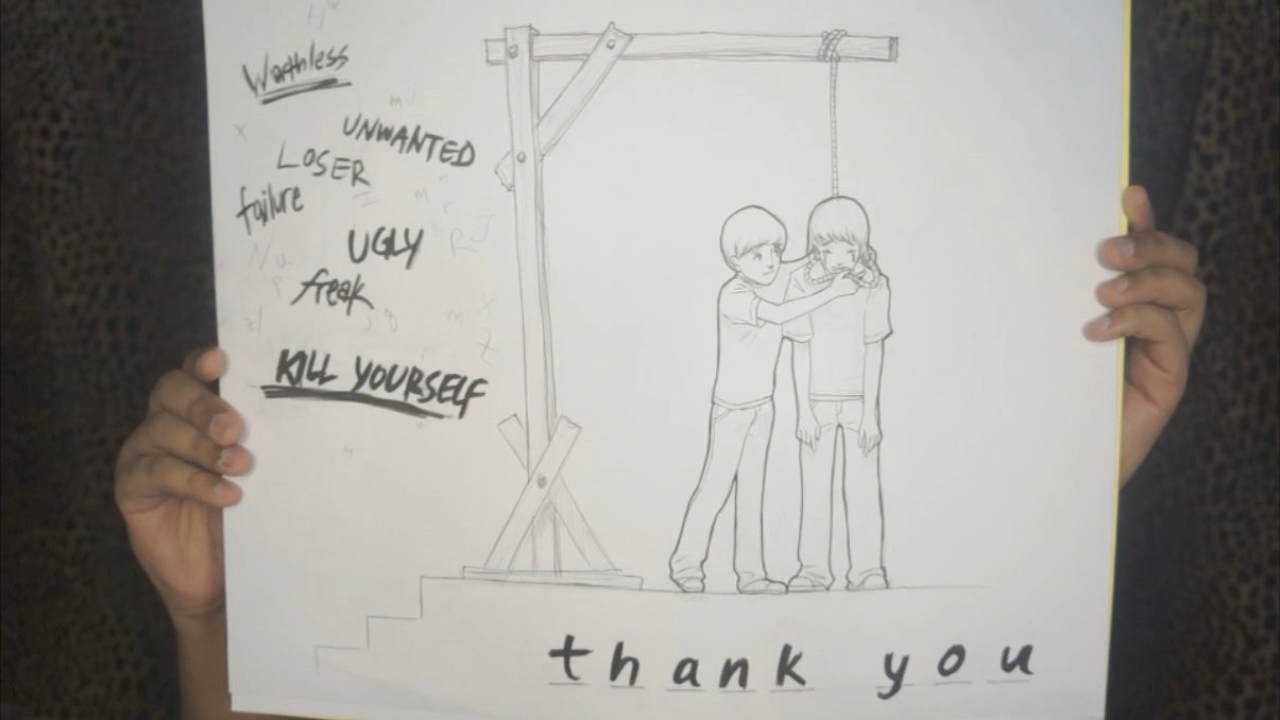 Worthless
UNWANTED
LOSER
failure
UGLY
freak
KILL YOURSELF
thank you